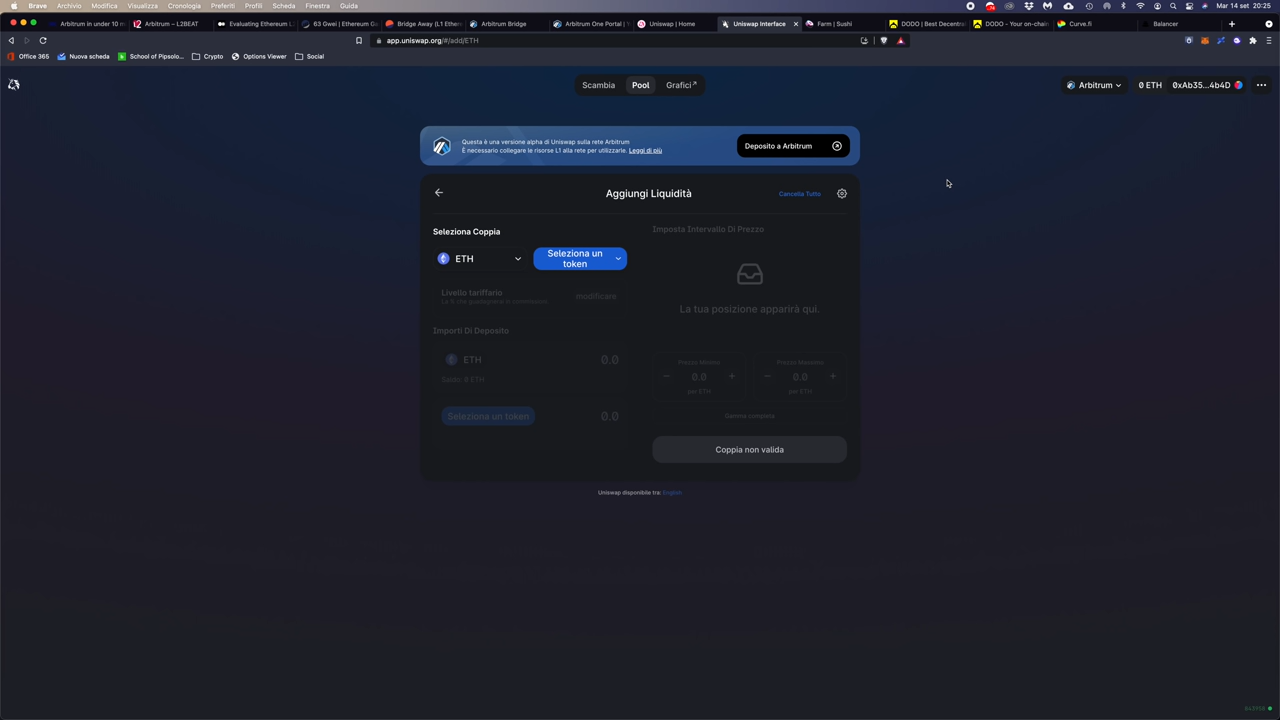 Brave Archivio Modifica Visualizza Cronologia Preferiti Profili Scheda Finestra Guida Mar 14 set 20:25
Arbitrum in under 10 m Arbitrum – L2BEAT Evaluating Ethereum L 63 Gwei | Ethereum Ga Bridge Away (L1 Ethe Arbitrum Bridge Arbitrum One Portal | Uniswap | Home Uniswap Interface Farm | Sushi DODO | Best Decentral DODO - Your on-chain Curve.fi Balancer
app.uniswap.org/#/add/ETH
Office 365 Nuova scheda School of Pipsolo... Crypto Options Viewer Social
Scambia Pool Grafici Arbitrum 0 ETH 0xAb35...4b4D
Questa è una versione alpha di Uniswap sulla rete Arbitrum
È necessario collegare le risorse L1 alla rete per utilizzarle. Leggi di più
Deposito a Arbitrum
Aggiungi Liquidità Cancella Tutto
Seleziona Coppia
ETH
Seleziona un token
Livello tariffario
La % che guadagnerai in commissioni
modificare
Importi Di Deposito
ETH 0.0
Saldo: 0 ETH
Seleziona un token 0.0
Imposta Intervallo Di Prezzo
La tua posizione apparirà qui.
Prezzo Minimo Prezzo Massimo
- 0.0 + - 0.0 +
per ETH per ETH
Gamma completa
Coppia non valida
Uniswap disponibile tra: English